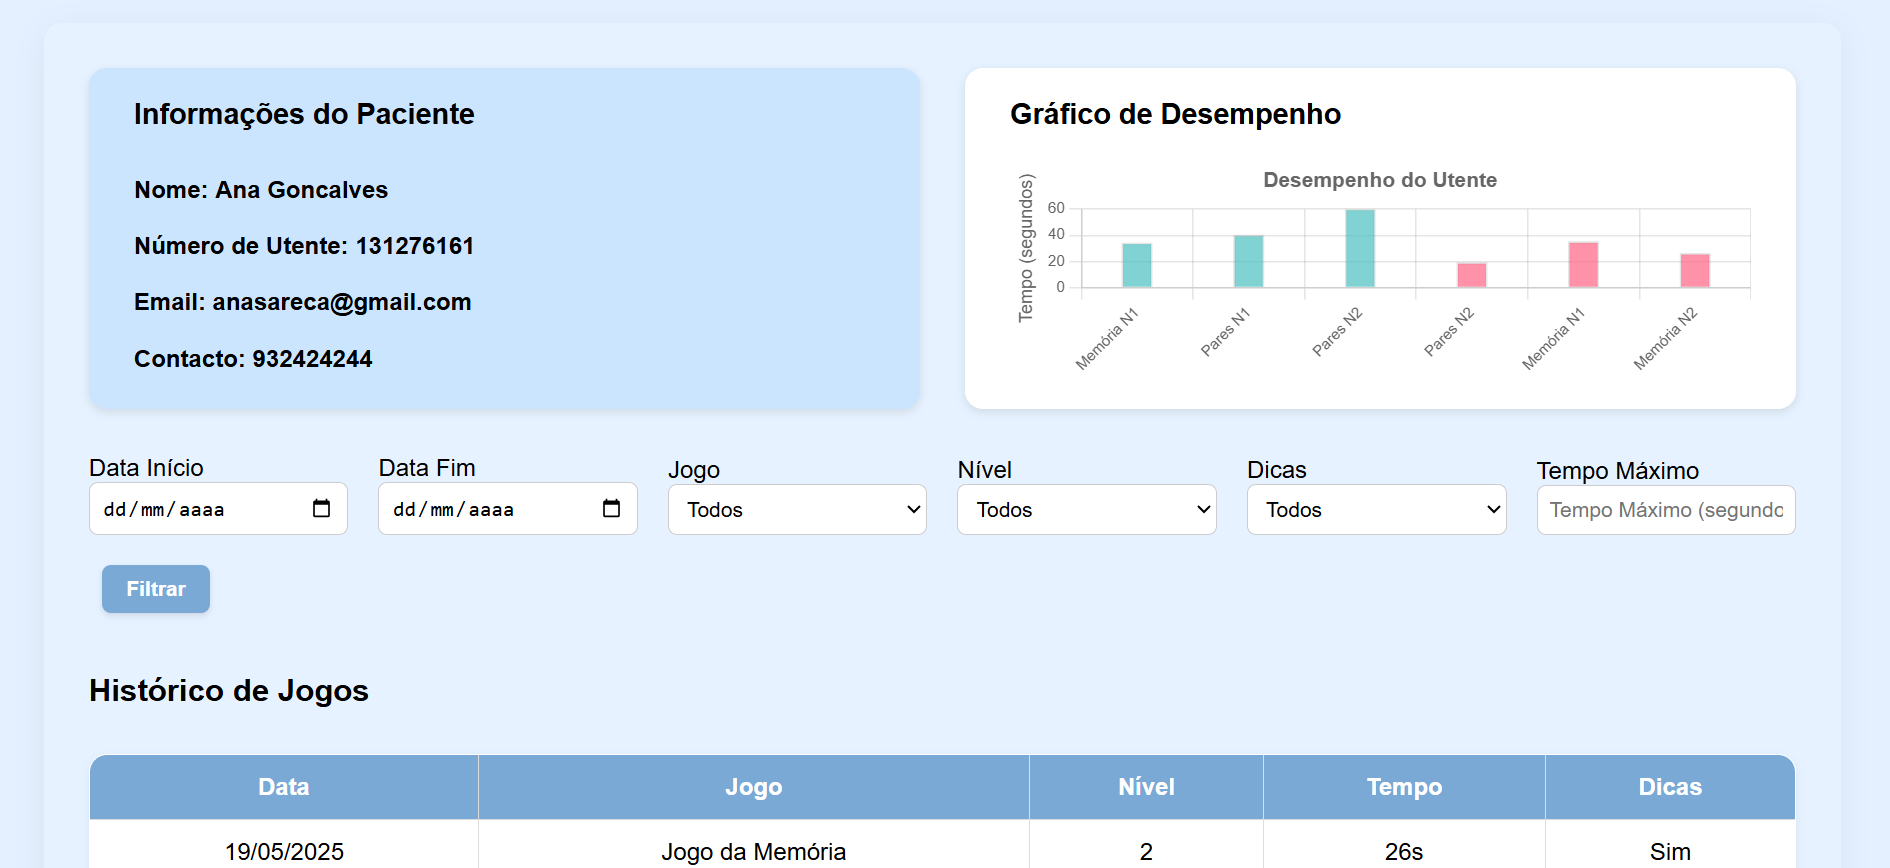 Informações do Paciente
Nome: Ana Goncalves
Número de Utente: 131276161
Email: anasareca@gmail.com
Contacto: 932424244
Gráfico de Desempenho
Desempenho do Utente
Tempo (segundos)
60
40
20
0
Memória N1
Pares N1
Pares N2
Pares N2
Memória N1
Memória N2
Data Início
dd/mm/aaaa
Data Fim
dd/mm/aaaa
Jogo
Todos
Nível
Todos
Dicas
Todos
Tempo Máximo
Tempo Máximo (segundo
Filtrar
Histórico de Jogos
Data Jogo Nível Tempo Dicas
19/05/2025 Jogo da Memória 2 26s Sim